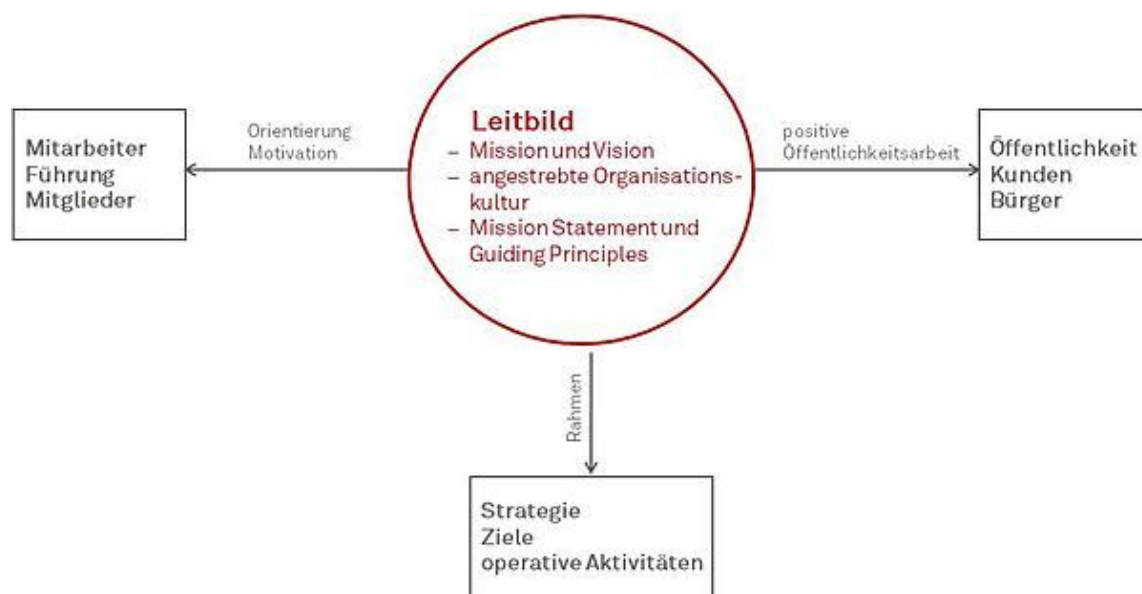 Leitbild
– Mission und Vision
– angestrebte Organisations-
kultur
– Mission Statement und
Guiding Principles
Orientierung
Motivation
Mitarbeiter
Führung
Mitglieder
positive
Öffentlichkeitsarbeit
Öffentlichkeit
Kunden
Bürger
Rahmen
Strategie
Ziele
operative Aktivitäten